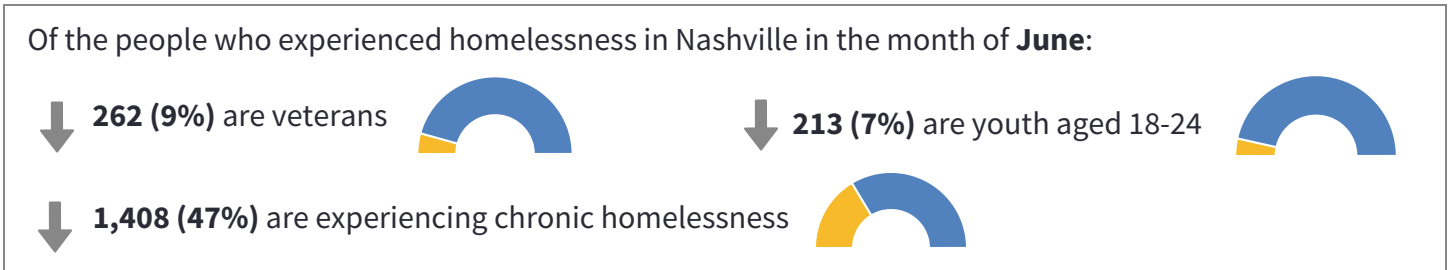 Of the people who experienced homelessness in Nashville in the month of June:
262 (9%) are veterans
213 (7%) are youth aged 18-24
1,408 (47%) are experiencing chronic homelessness